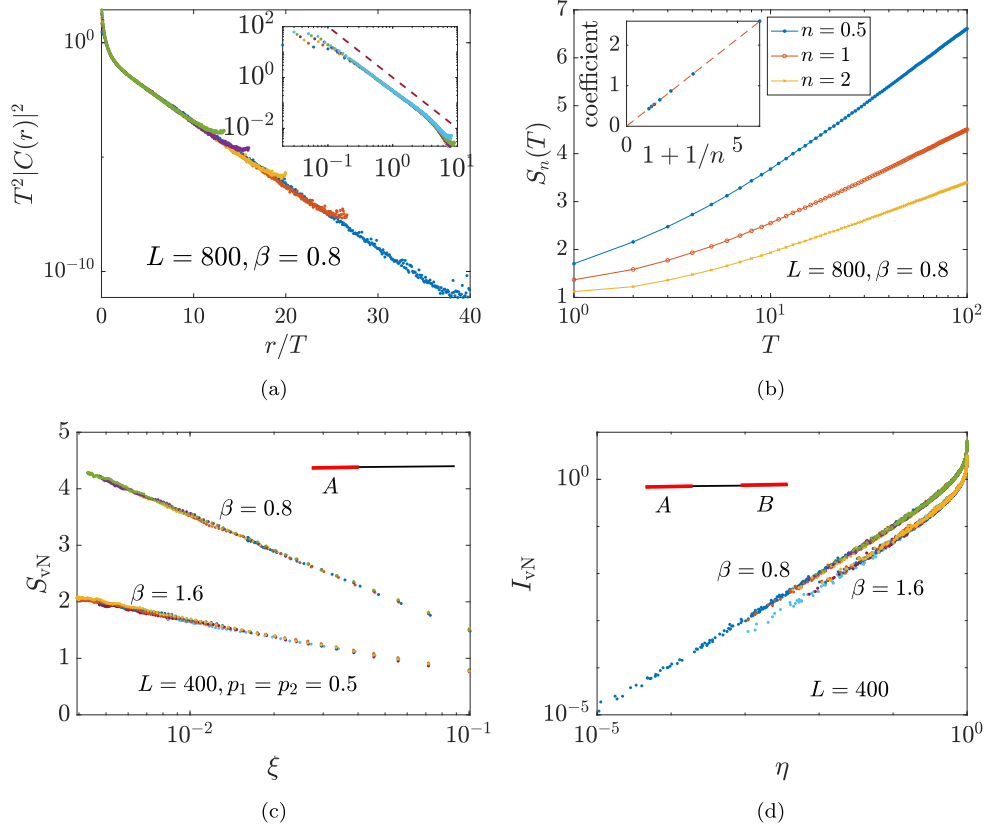 T²|C(r)|²
10⁰
10⁻¹⁰
10²
10⁰
10⁻²
10⁻¹
10⁰
10¹
L = 800, β = 0.8
0
10
20
30
40
r/T
(a)
S_n(T)
7
6
5
4
3
2
1
coefficient
2
1
0
0
5
1 + 1/n
n = 0.5
n = 1
n = 2
L = 800, β = 0.8
10⁰
10¹
10²
T
(b)
S_vN
5
4
3
2
1
0
A
β = 0.8
β = 1.6
L = 400, p₁ = p₂ = 0.5
10⁻²
10⁻¹
ξ
(c)
I_vN
10⁰
10⁻⁵
A
B
β = 0.8
β = 1.6
L = 400
10⁻⁵
10⁰
η
(d)